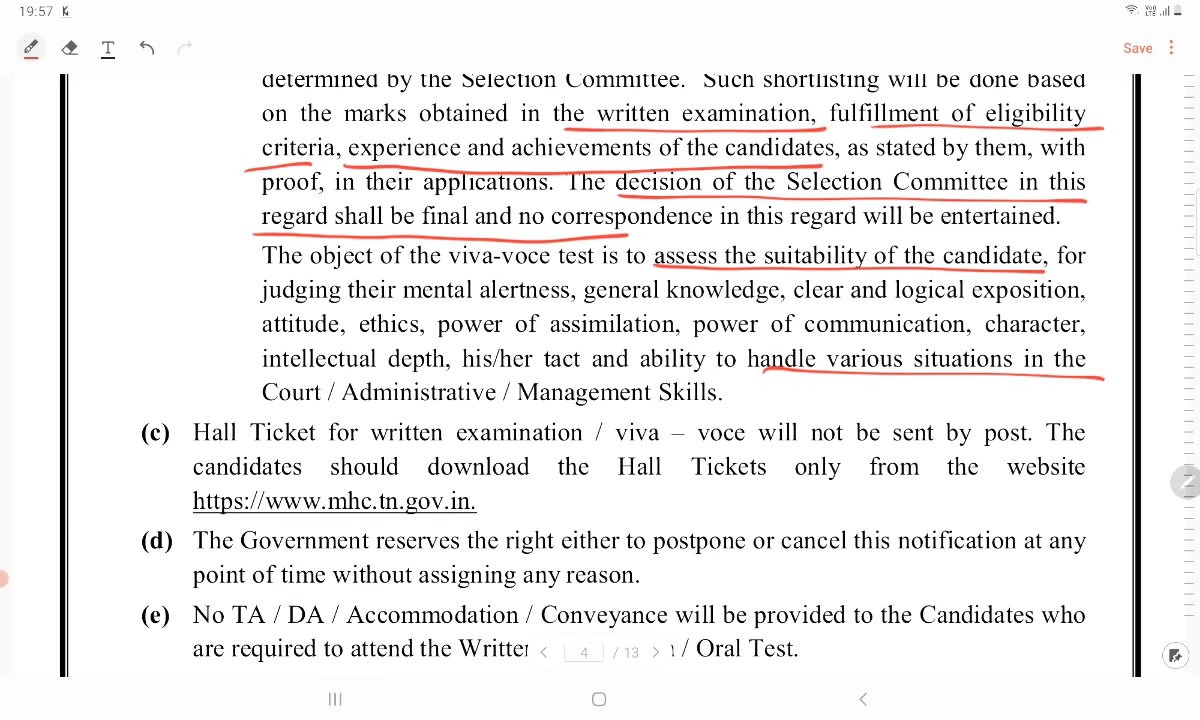 19:57
Save
determined by the Selection Committee. Such shortlisting will be done based
on the marks obtained in the written examination, fulfillment of eligibility
criteria, experience and achievements of the candidates, as stated by them, with
proof, in their applications. The decision of the Selection Committee in this
regard shall be final and no correspondence in this regard will be entertained.
The object of the viva-voce test is to assess the suitability of the candidate, for
judging their mental alertness, general knowledge, clear and logical exposition,
attitude, ethics, power of assimilation, power of communication, character,
intellectual depth, his/her tact and ability to handle various situations in the
Court / Administrative / Management Skills.
(c) Hall Ticket for written examination / viva – voce will not be sent by post. The
candidates should download the Hall Tickets only from the website
https://www.mhc.tn.gov.in.
(d) The Government reserves the right either to postpone or cancel this notification at any
point of time without assigning any reason.
(e) No TA / DA / Accommodation / Conveyance will be provided to the Candidates who
are required to attend the Writte < 4 / 13 > / Oral Test.